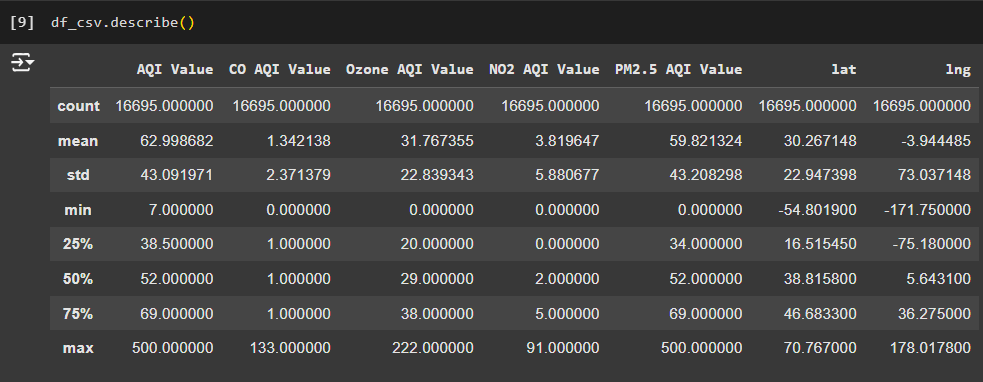 [9] df_csv.describe()
AQI Value CO AQI Value Ozone AQI Value NO2 AQI Value PM2.5 AQI Value lat lng
count 16695.000000 16695.000000 16695.000000 16695.000000 16695.000000 16695.000000 16695.000000
mean 62.998682 1.342138 31.767355 3.819647 59.821324 30.267148 -3.944485
std 43.091971 2.371379 22.839343 5.880677 43.208298 22.947398 73.037148
min 7.000000 0.000000 0.000000 0.000000 0.000000 -54.801900 -171.750000
25% 38.500000 1.000000 20.000000 0.000000 34.000000 16.515450 -75.180000
50% 52.000000 1.000000 29.000000 2.000000 52.000000 38.815800 5.643100
75% 69.000000 1.000000 38.000000 5.000000 69.000000 46.683300 36.275000
max 500.000000 133.000000 222.000000 91.000000 500.000000 70.767000 178.017800